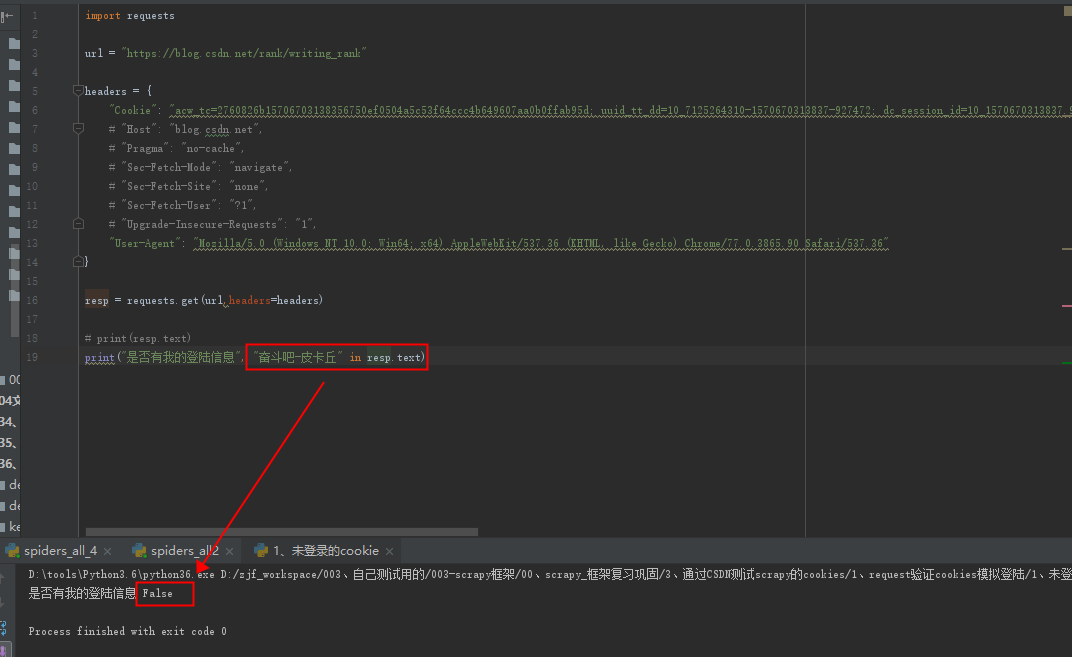 1 import requests
2
3 url = "https://blog.csdn.net/rank/writing_rank"
4
5 headers = {
6 "Cookie": "acw_tc=2760826b15706703138356750ef0504a5c53f64ccc4b649607aa0b0ffab95d; uuid_tt_dd=10_7125264310-1570670313837-927472; dc_session_id=10_1570670313837.9
7 # "Host": "blog.csdn.net",
8 # "Pragma": "no-cache",
9 # "Sec-Fetch-Mode": "navigate",
10 # "Sec-Fetch-Site": "none",
11 # "Sec-Fetch-User": "?1",
12 # "Upgrade-Insecure-Requests": "1",
13 "User-Agent": "Mozilla/5.0 (Windows NT 10.0; Win64; x64) AppleWebKit/537.36 (KHTML, like Gecko) Chrome/77.0.3865.90 Safari/537.36"
14 }
15
16 resp = requests.get(url,headers=headers)
17
18 # print(resp.text)
19 print("是否有我的登陆信息", "奋斗吧-皮卡丘" in resp.text)
00
04文
34、
35、
36、
de
de
ke
spiders_all_4 × spiders_all2 × 1、未登录的cookie ×
D:\tools\Python3.6\python36.exe D:/zjf_workspace/003、自己测试用的/003-scrapy框架/00、scrapy_框架复习巩固/3、通过CSDN测试scrapy的cookies/1、request验证cookies模拟登陆/1、未登
是否有我的登陆信息 False
Process finished with exit code 0